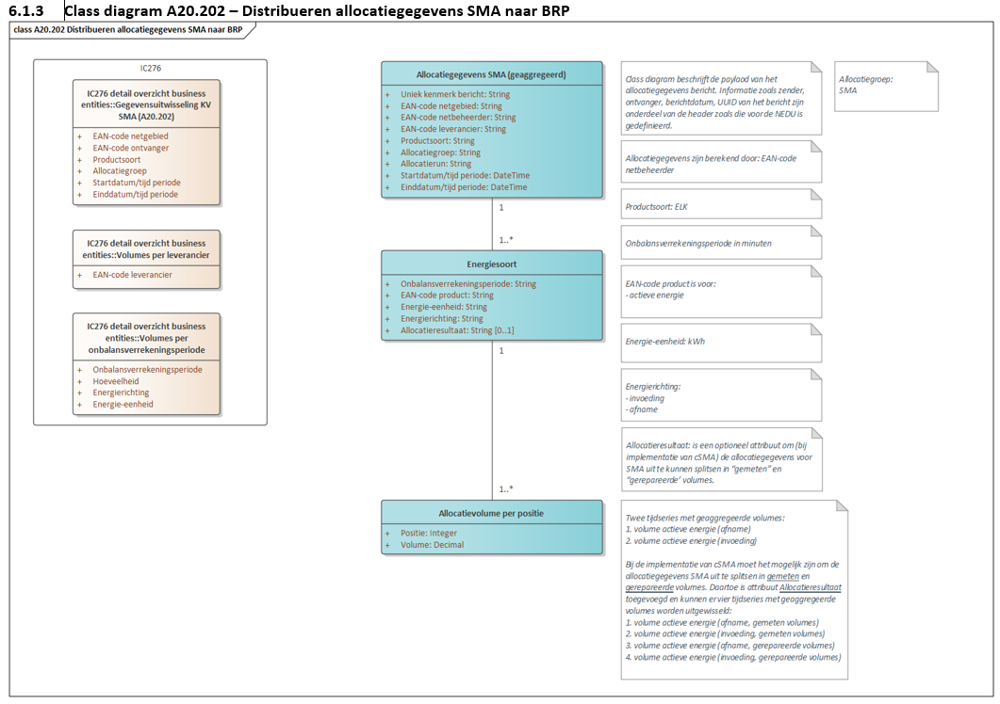 6.1.3 Class diagram A20.202 – Distribueren allocatiegegevens SMA naar BRP
class A20.202 Distribueren allocatiegegevens SMA naar BRP
IC276
IC276 detail overzicht business
entities::Gegevensuitwisseling KV
SMA (A20.202)
+ EAN-code netgebied
+ EAN-code ontvanger
+ Productsoort
+ Allocatiegroep
+ Startdatum/tijd periode
+ Einddatum/tijd periode
IC276 detail overzicht business
entities::Volumes per leverancier
+ EAN-code leverancier
IC276 detail overzicht business
entities::Volumes per
onbalansverrekeningsperiode
+ Onbalansverrekeningsperiode
+ Hoeveelheid
+ Energierichting
+ Energie-eenheid
Allocatiegegevens SMA (geaggregeerd)
+ Uniek kenmerk bericht: String
+ EAN-code netgebied: String
+ EAN-code netbeheerder: String
+ EAN-code leverancier: String
+ Productsoort: String
+ Allocatiegroep: String
+ Allocatierun: String
+ Startdatum/tijd periode: DateTime
+ Einddatum/tijd periode: DateTime
1
1..*
Energiesoort
+ Onbalansverrekeningsperiode: String
+ EAN-code product: String
+ Energie-eenheid: String
+ Energierichting: String
+ Allocatieresultaat: String [0..1]
1
1..*
Allocatievolume per positie
+ Positie: Integer
+ Volume: Decimal
Class diagram beschrijft de paylaod van het
allocatiegegevens bericht. Informatie zoals zender,
ontvanger, berichtdatum, UUID van het bericht zijn
onderdeel van de header zoals die voor de NEDU is
gedefinieerd.
Allocatiegegevens zijn berekend door: EAN-code
netbeheerder
Productsoort: ELK
Onbalansverrekeningsperiode in minuten
EAN-code product is voor:
- actieve energie
Energie-eenheid: kWh
Energierichting:
- invoeding
- afname
Allocatieresultaat: is een optioneel attribuut om (bij
implementatie van cSMA) de allocatiegegevens voor
SMA uit te kunnen splitsen in "gemeten" en
"gerepareerde' volumes.
Twee tijdseries met geaggregeerde volumes:
1. volume actieve energie (afname)
2. volume actieve energie (invoeding)
Bij de implementatie van cSMA moet het mogelijk zijn om de
allocatiegegevens SMA uit te splitsen in gemeten en
gerepareerde volumes. Daartoe is attribuut Allocatieresultaat
toegevoegd en kunnen er vier tijdseries met geaggregeerde
volumes worden uitgewisseld:
1. volume actieve energie (afname, gemeten volumes)
2. volume actieve energie (invoeding, gemeten volumes)
3. volume actieve energie (afname, gerepareerde volumes)
4. volume actieve energie (invoeding, gerepareerde volumes)
Allocatiegroep:
SMA